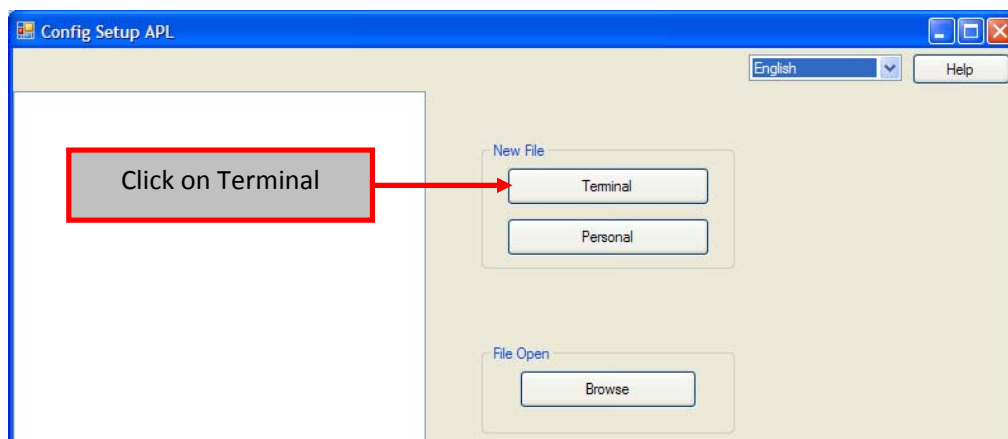 Config Setup APL
English
Help
New File
Click on Terminal
Terminal
Personal
File Open
Browse